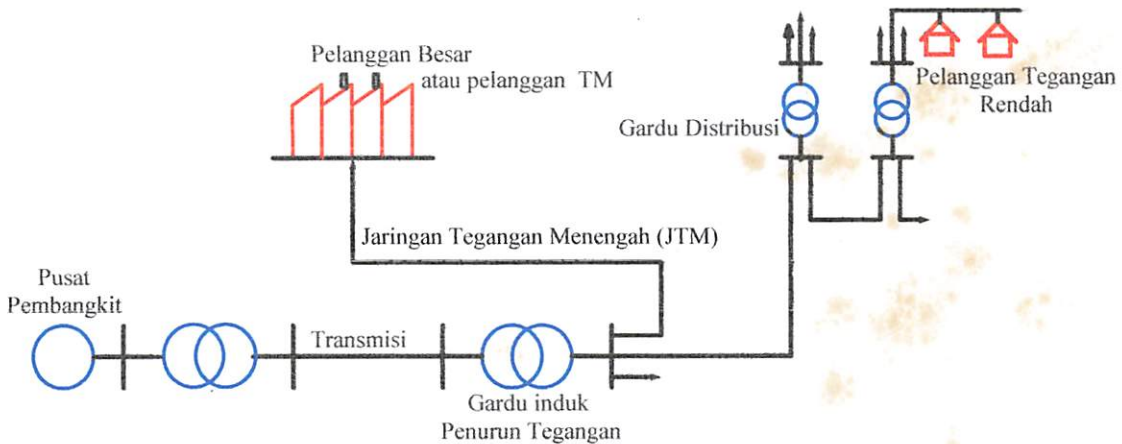 Pelanggan Besar
atau pelanggan TM
Pelanggan Tegangan
Rendah
Gardu Distribusi
Jaringan Tegangan Menengah (JTM)
Pusat
Pembangkit
Transmisi
Gardu induk
Penurun Tegangan